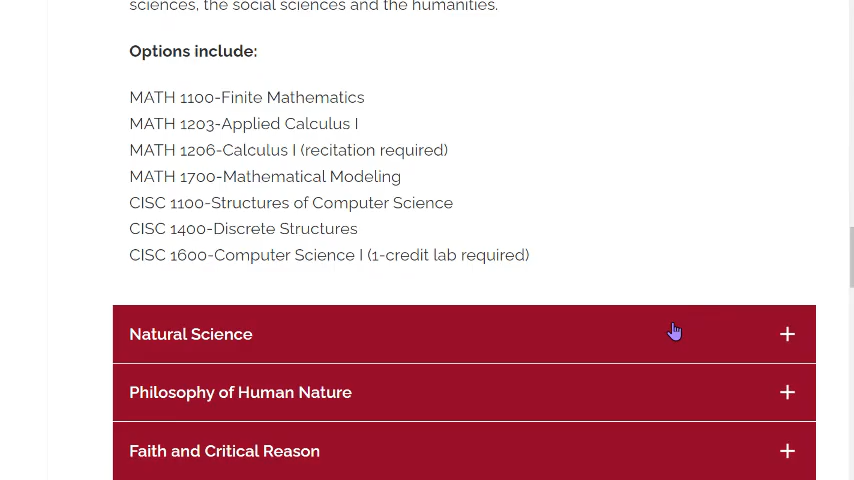 sciences, the social sciences and the humanities.
Options include:
MATH 1100-Finite Mathematics
MATH 1203-Applied Calculus I
MATH 1206-Calculus I (recitation required)
MATH 1700-Mathematical Modeling
CISC 1100-Structures of Computer Science
CISC 1400-Discrete Structures
CISC 1600-Computer Science I (1-credit lab required)
Natural Science +
Philosophy of Human Nature +
Faith and Critical Reason +